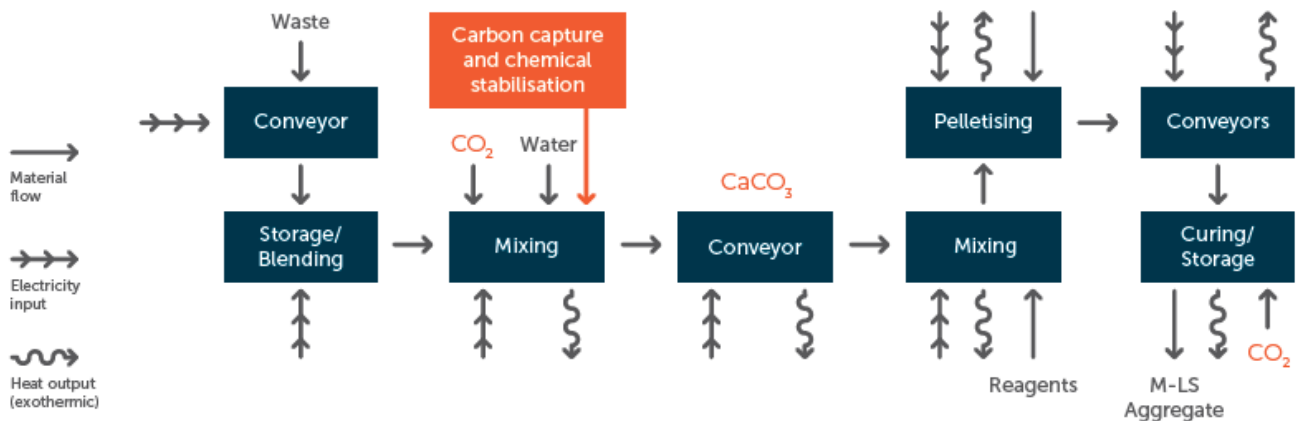 Waste
Carbon capture
and chemical
stabilisation
Conveyor
Pelletising
Conveyors
CO₂
Water
Material
flow
CaCO₃
Storage/
Blending
Mixing
Conveyor
Mixing
Curing/
Storage
Electricity
input
Heat output
(exothermic)
Reagents
M-LS
Aggregate
CO₂